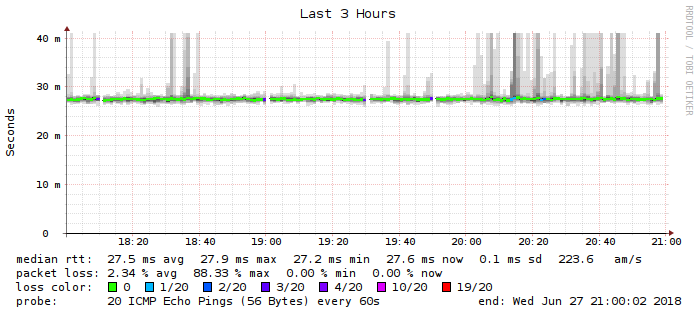 Last 3 Hours
RRDTOOL / TOBI OETIKER
Seconds
40 m
30 m
20 m
10 m
0
18:20 18:40 19:00 19:20 19:40 20:00 20:20 20:40 21:00
median rtt: 27.5 ms avg 27.9 ms max 27.2 ms min 27.6 ms now 0.1 ms sd 223.6 am/s
packet loss: 2.34 % avg 88.33 % max 0.00 % min 0.00 % now
loss color: 0 1/20 2/20 3/20 4/20 10/20 19/20
probe: 20 ICMP Echo Pings (56 Bytes) every 60s end: Wed Jun 27 21:00:02 2018